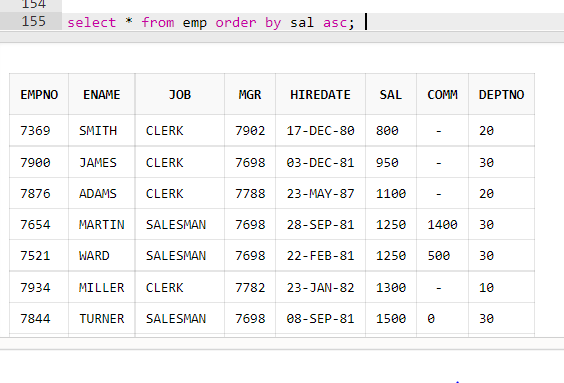 154
155 select * from emp order by sal asc;
EMPNO ENAME JOB MGR HIREDATE SAL COMM DEPTNO
7369 SMITH CLERK 7902 17-DEC-80 800 - 20
7900 JAMES CLERK 7698 03-DEC-81 950 - 30
7876 ADAMS CLERK 7788 23-MAY-87 1100 - 20
7654 MARTIN SALESMAN 7698 28-SEP-81 1250 1400 30
7521 WARD SALESMAN 7698 22-FEB-81 1250 500 30
7934 MILLER CLERK 7782 23-JAN-82 1300 - 10
7844 TURNER SALESMAN 7698 08-SEP-81 1500 0 30